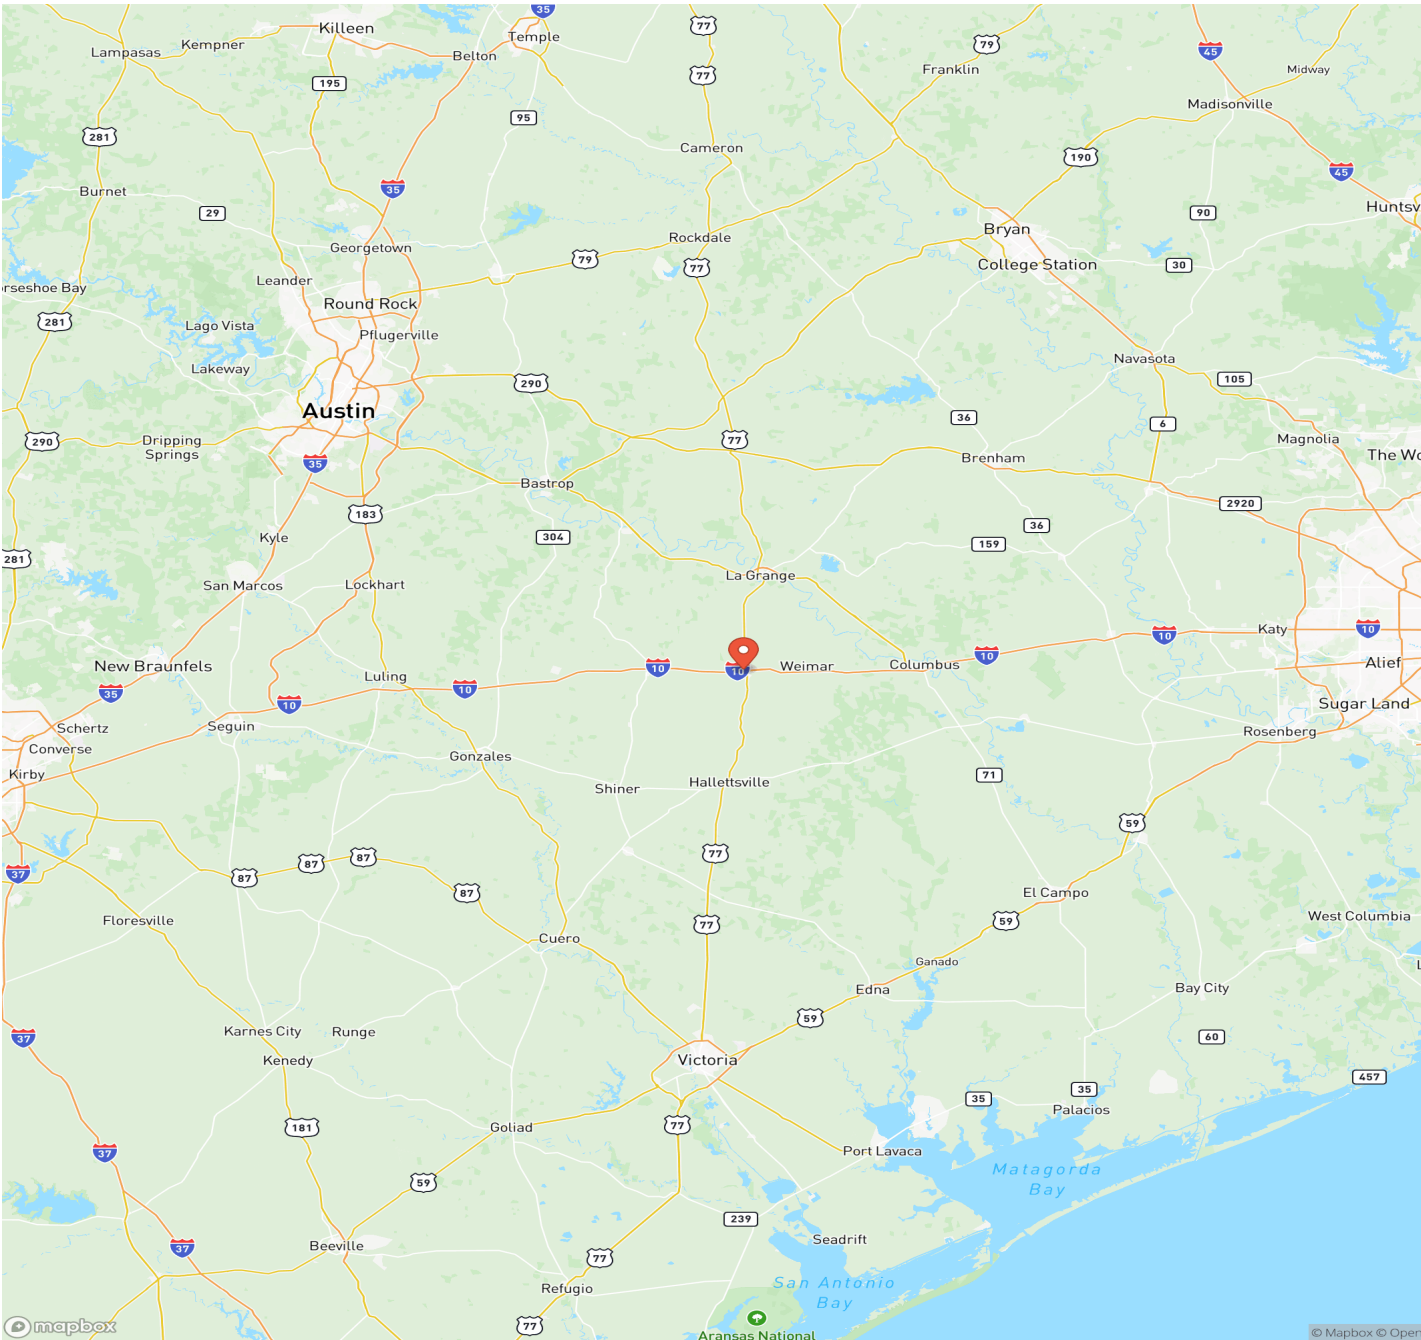 35
77
Killeen
Temple
79
45
Lampasas
Kempner
Belton
Franklin
Midway
77
195
95
Madisonville
281
Cameron
190
45
35
Burnet
29
90
Huntsv
Georgetown
Rockdale
Bryan
79
77
College Station
30
Leander
orseshoe Bay
Round Rock
281
Lago Vista
Pflugerville
Lakeway
Navasota
290
105
Austin
36
6
290
Dripping
Springs
77
Magnolia
35
Brenham
The Wo
Bastrop
2920
183
36
Kyle
304
159
281
San Marcos
Lockhart
La Grange
10
Katy
10
New Braunfels
10
10
Weimar
Columbus
10
Alief
35
Luling
10
10
Sugar Land
Schertz
Seguin
Rosenberg
Converse
Gonzales
Kirby
Shiner
Hallettsville
71
59
37
87
87
87
77
87
El Campo
Floresville
77
59
West Columbia
Cuero
Ganado
L
Edna
Bay City
59
37
Karnes City
Runge
60
Kenedy
Victoria
457
35
35
Palacios
181
Goliad
77
37
Port Lavaca
Matagorda
Bay
59
239
37
Beeville
Seadrift
77
Refugio
San Antonio
Bay
77
Aransas National
mapbox
© Mapbox © Open